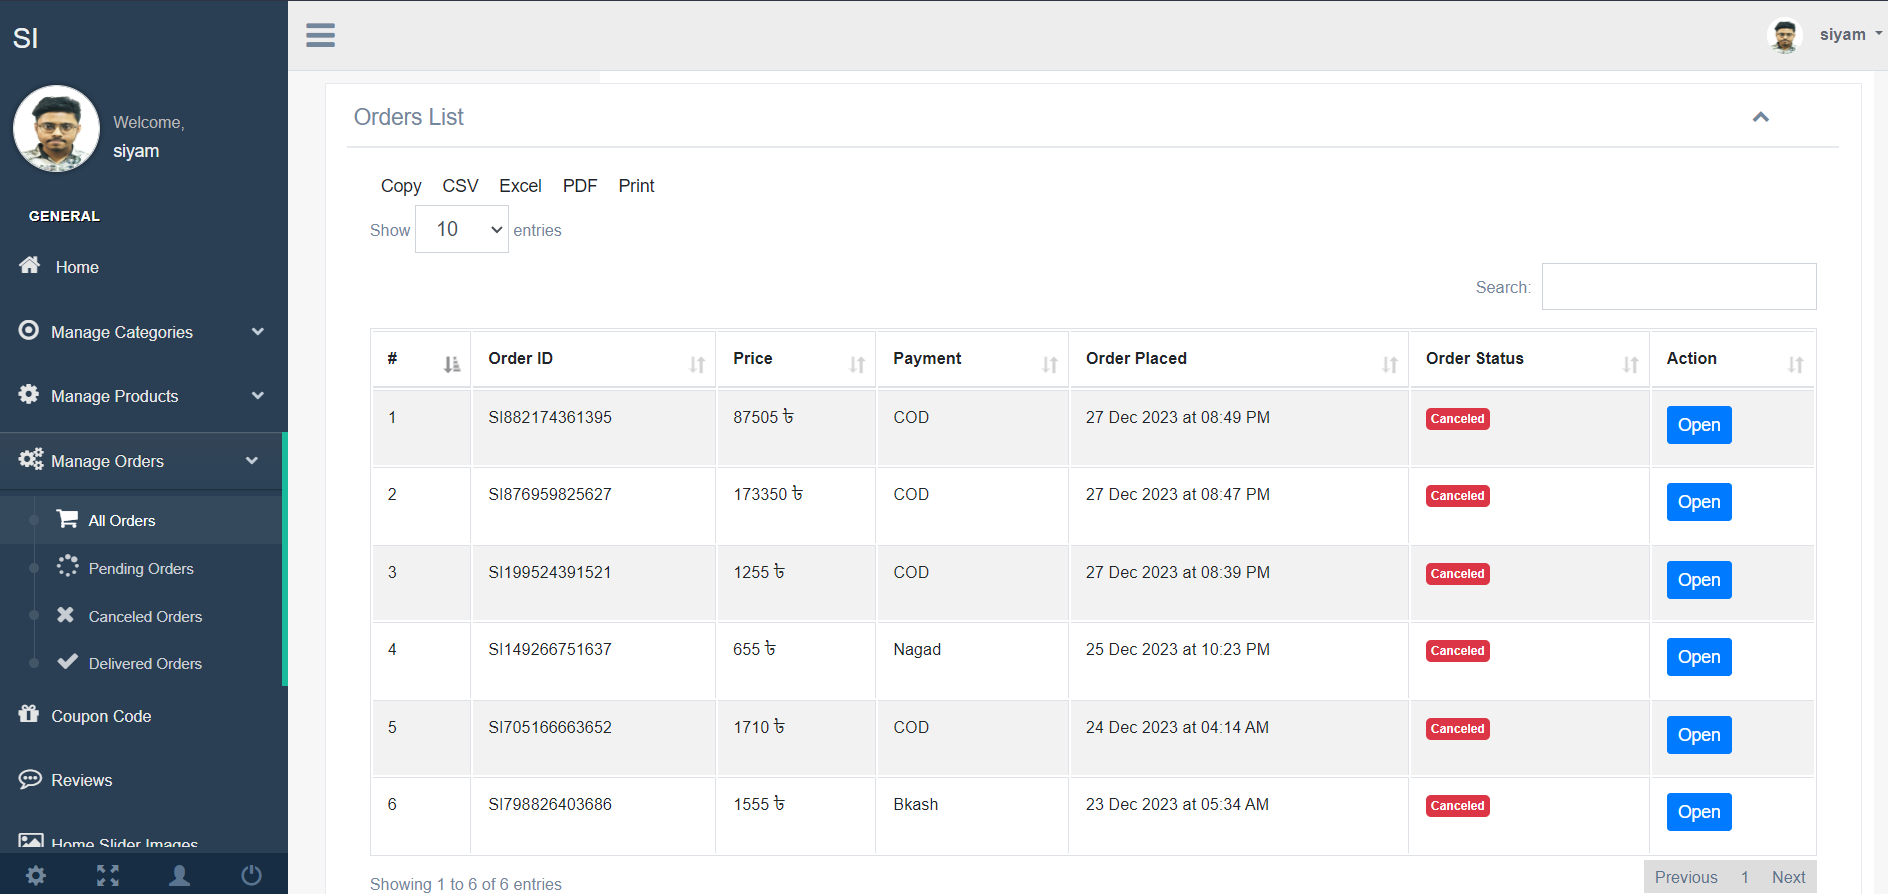 SI
siyam
Welcome,
siyam
GENERAL
Home
Manage Categories
Manage Products
Manage Orders
All Orders
Pending Orders
Canceled Orders
Delivered Orders
Coupon Code
Reviews
Home Slider Images
Orders List
Copy CSV Excel PDF Print
Show 10 entries
Search:
# Order ID Price Payment Order Placed Order Status Action
1 SI882174361395 87505 ৳ COD 27 Dec 2023 at 08:49 PM Canceled Open
2 SI876959825627 173350 ৳ COD 27 Dec 2023 at 08:47 PM Canceled Open
3 SI199524391521 1255 ৳ COD 27 Dec 2023 at 08:39 PM Canceled Open
4 SI149266751637 655 ৳ Nagad 25 Dec 2023 at 10:23 PM Canceled Open
5 SI705166663652 1710 ৳ COD 24 Dec 2023 at 04:14 AM Canceled Open
6 SI798826403686 1555 ৳ Bkash 23 Dec 2023 at 05:34 AM Canceled Open
Showing 1 to 6 of 6 entries
Previous 1 Next